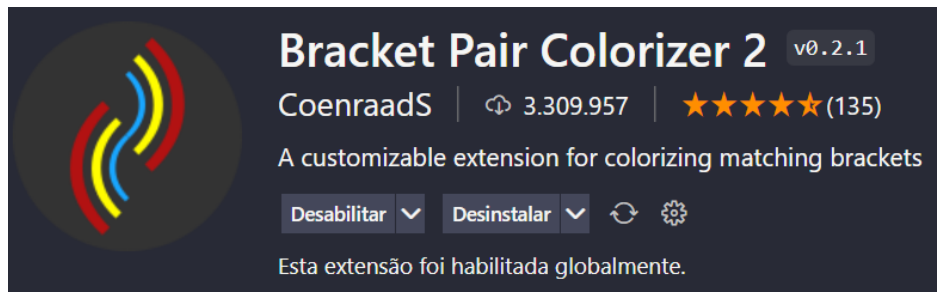 Bracket Pair Colorizer 2 v0.2.1
CoenraadS 3.309.957 (135)
A customizable extension for colorizing matching brackets
Desabilitar Desinstalar
Esta extensão foi habilitada globalmente.